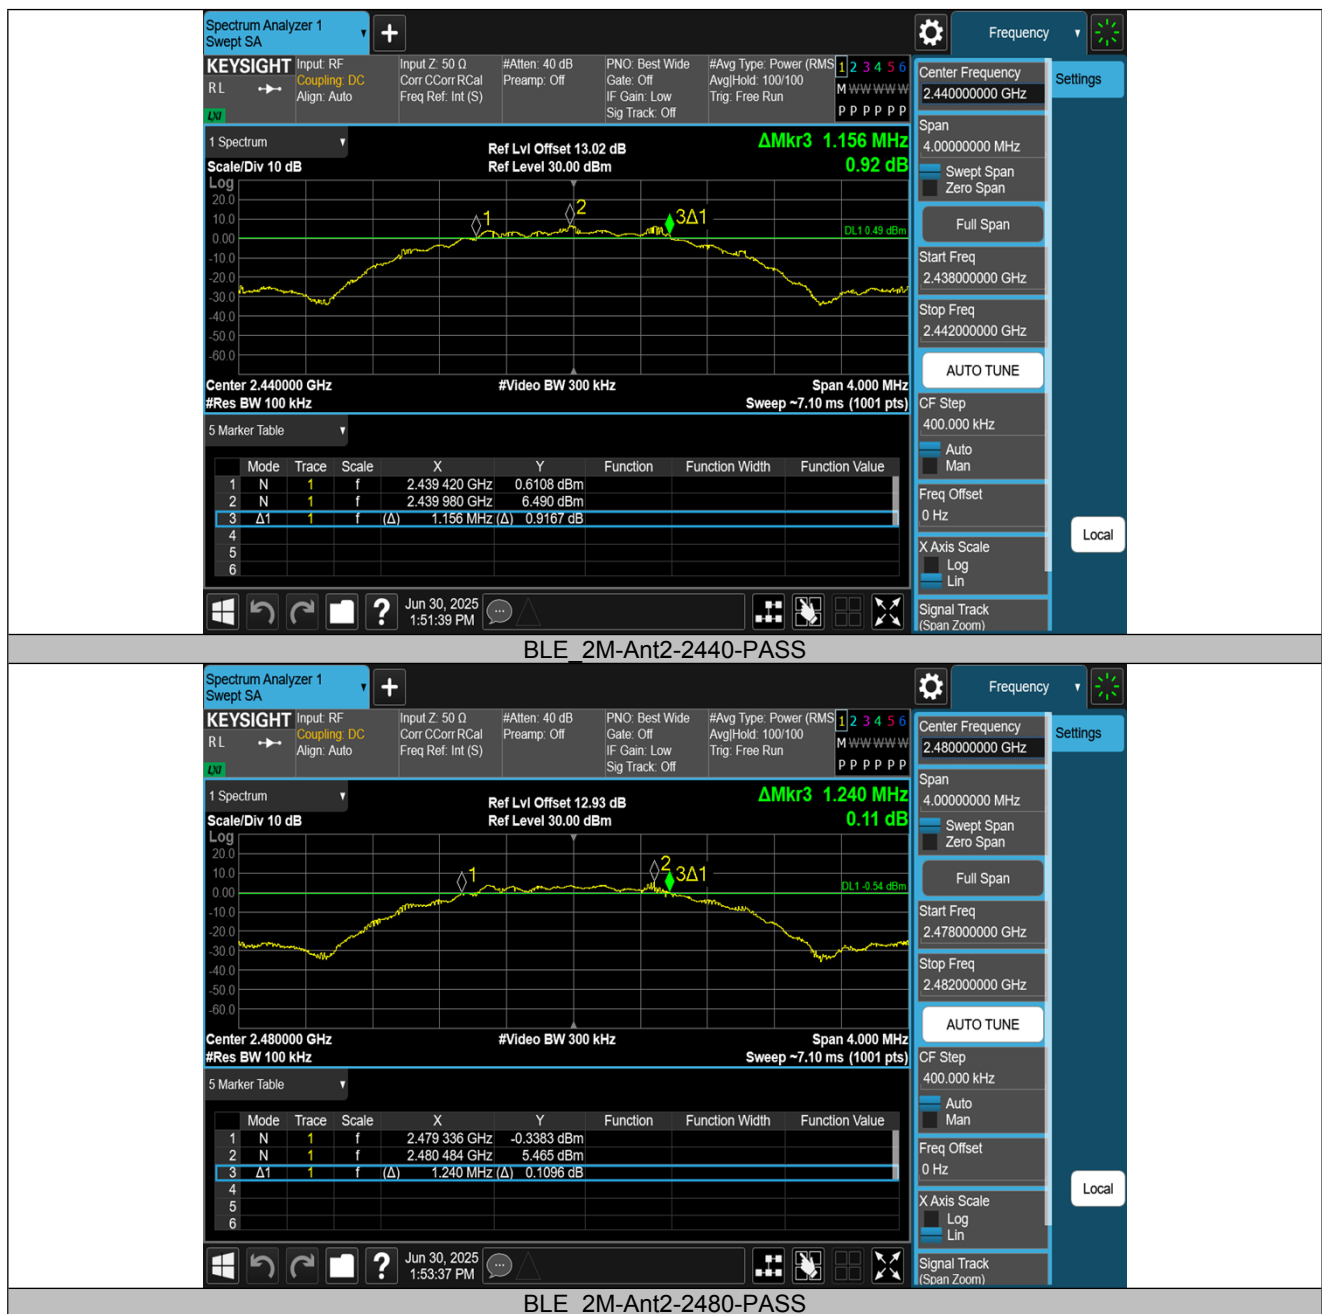 Spectrum Analyzer 1
Swept SA
Frequency
KEYSIGHT
Input: RF
Input Z: 50 Ω
#Atten: 40 dB
PNO: Best Wide
#Avg Type: Power (RMS
1 2 3 4 5 6
R L
Coupling: DC
Corr CCorr RCal
Preamp: Off
Gate: Off
Avg|Hold: 100/100
M W W W W W
Align: Auto
Freq Ref: Int (S)
IF Gain: Low
Trig: Free Run
LXI
Sig Track: Off
P P P P P P
Center Frequency
2.440000000 GHz
Settings
Span
4.00000000 MHz
Swept Span
Zero Span
Full Span
Start Freq
2.438000000 GHz
Stop Freq
2.442000000 GHz
AUTO TUNE
CF Step
400.000 kHz
Auto
Man
Freq Offset
0 Hz
X Axis Scale
Log
Lin
Signal Track
(Span Zoom)
Local
1 Spectrum
Ref Lvl Offset 13.02 dB
ΔMkr3 1.156 MHz
Scale/Div 10 dB
Ref Level 30.00 dBm
0.92 dB
Log
20.0
10.0
0.00
-10.0
-20.0
-30.0
-40.0
-50.0
-60.0
1
2
3Δ1
DL1 0.49 dBm
Center 2.440000 GHz
#Video BW 300 kHz
Span 4.000 MHz
#Res BW 100 kHz
Sweep ~7.10 ms (1001 pts)
5 Marker Table
Mode Trace Scale X Y Function Function Width Function Value
1 N 1 f 2.439 420 GHz 0.6108 dBm
2 N 1 f 2.439 980 GHz 6.490 dBm
3 Δ1 1 f (Δ) 1.156 MHz (Δ) 0.9167 dB
4
5
6
?
Jun 30, 2025
1:51:39 PM
BLE_2M-Ant2-2440-PASS
Spectrum Analyzer 1
Swept SA
Frequency
KEYSIGHT
Input: RF
Input Z: 50 Ω
#Atten: 40 dB
PNO: Best Wide
#Avg Type: Power (RMS
1 2 3 4 5 6
R L
Coupling: DC
Corr CCorr RCal
Preamp: Off
Gate: Off
Avg|Hold: 100/100
M W W W W W
Align: Auto
Freq Ref: Int (S)
IF Gain: Low
Trig: Free Run
LXI
Sig Track: Off
P P P P P P
Center Frequency
2.480000000 GHz
Settings
Span
4.00000000 MHz
Swept Span
Zero Span
Full Span
Start Freq
2.478000000 GHz
Stop Freq
2.482000000 GHz
AUTO TUNE
CF Step
400.000 kHz
Auto
Man
Freq Offset
0 Hz
X Axis Scale
Log
Lin
Signal Track
(Span Zoom)
Local
1 Spectrum
Ref Lvl Offset 12.93 dB
ΔMkr3 1.240 MHz
Scale/Div 10 dB
Ref Level 30.00 dBm
0.11 dB
Log
20.0
10.0
0.00
-10.0
-20.0
-30.0
-40.0
-50.0
-60.0
1
2
3Δ1
DL1 -0.54 dBm
Center 2.480000 GHz
#Video BW 300 kHz
Span 4.000 MHz
#Res BW 100 kHz
Sweep ~7.10 ms (1001 pts)
5 Marker Table
Mode Trace Scale X Y Function Function Width Function Value
1 N 1 f 2.479 336 GHz -0.3383 dBm
2 N 1 f 2.480 484 GHz 5.465 dBm
3 Δ1 1 f (Δ) 1.240 MHz (Δ) 0.1096 dB
4
5
6
?
Jun 30, 2025
1:53:37 PM
BLE_2M-Ant2-2480-PASS